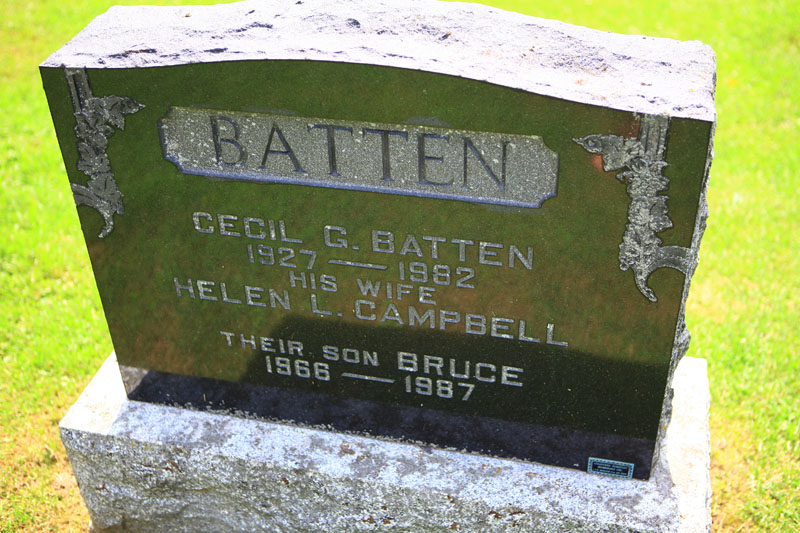 BATTEN
CECIL G. BATTEN
1927 — 1982
HIS WIFE
HELEN L. CAMPBELL
THEIR SON BRUCE
1966 — 1987